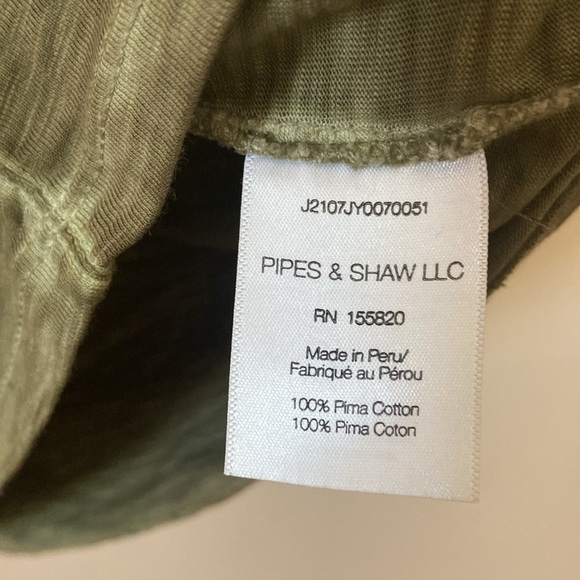 J2107JY0070051
PIPES & SHAW LLC
RN 155820
Made in Peru/
Fabriqué au Pérou
100% Pima Cotton
100% Pima Coton